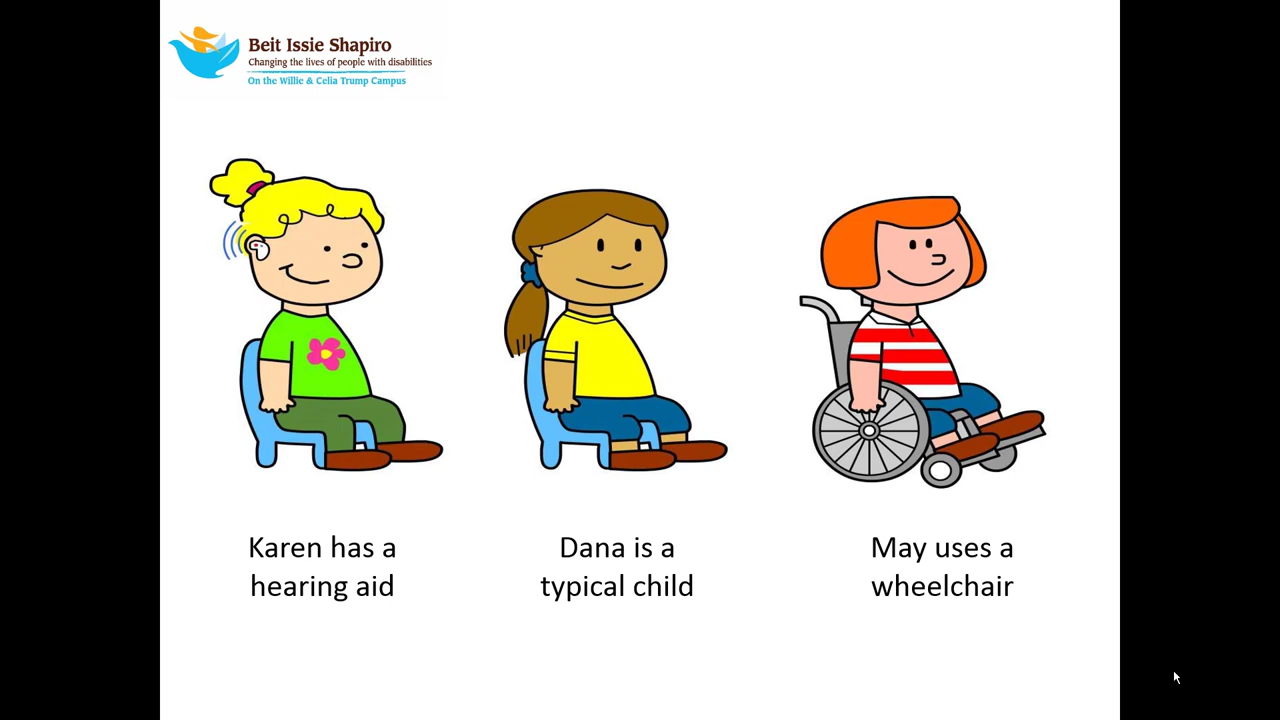 Beit Issie Shapiro
Changing the lives of people with disabilities
On the Willie & Celia Trump Campus
Karen has a
hearing aid
Dana is a
typical child
May uses a
wheelchair